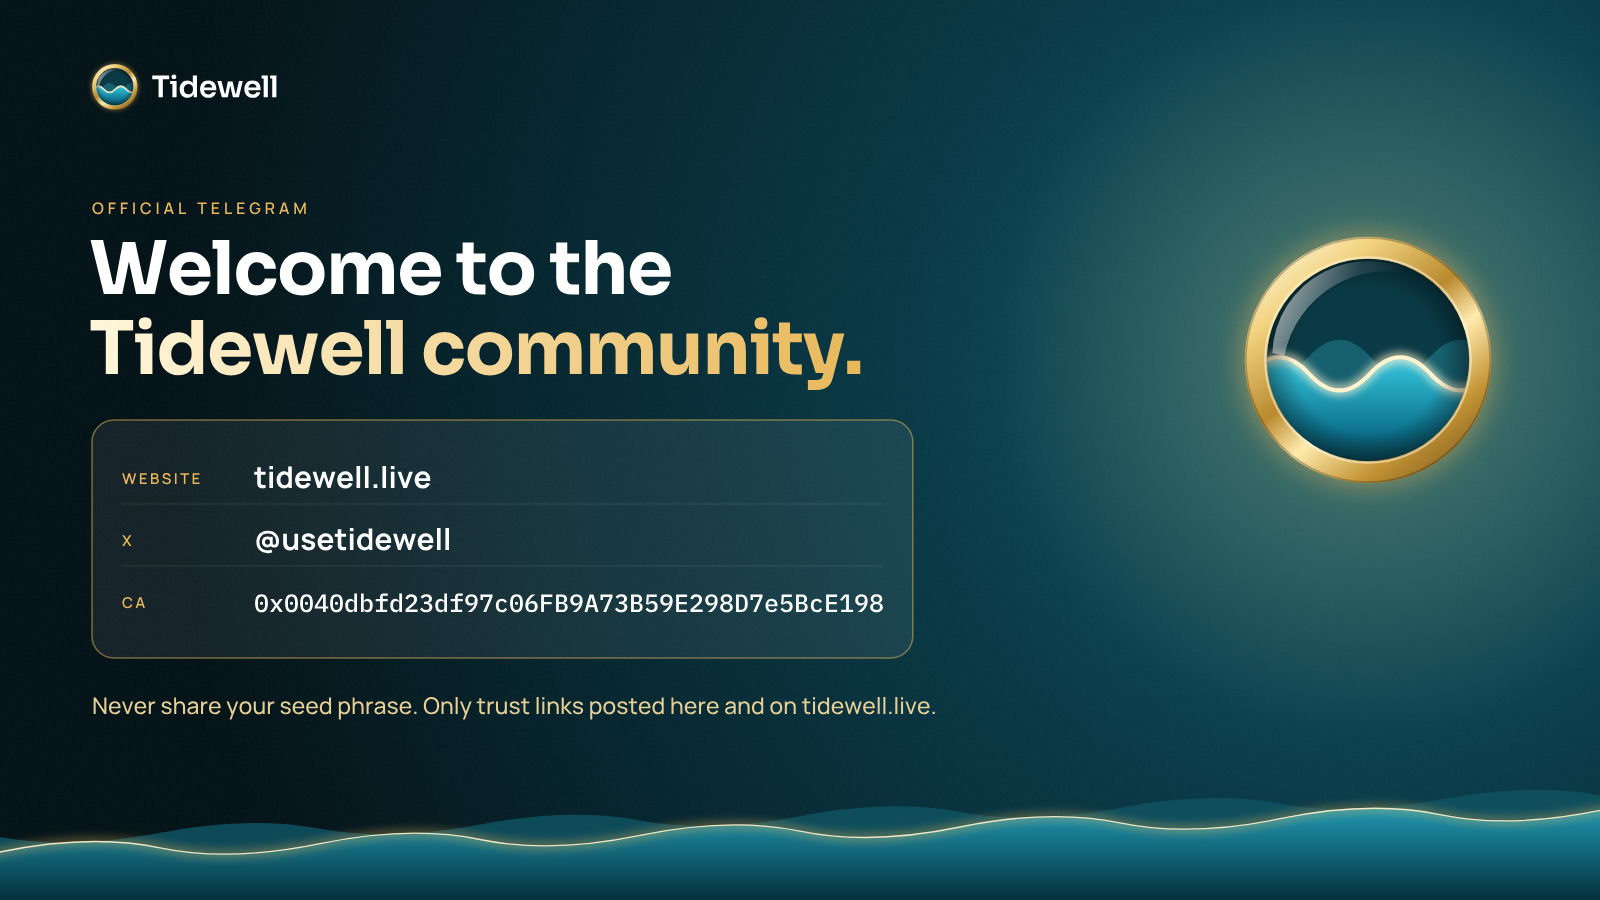 Tidewell
OFFICIAL TELEGRAM
Welcome to the
Tidewell community.
WEBSITE tidewell.live
X @usetidewell
CA 0x0040dbfd23df97c06FB9A73B59E298D7e5BcE198
Never share your seed phrase. Only trust links posted here and on tidewell.live.